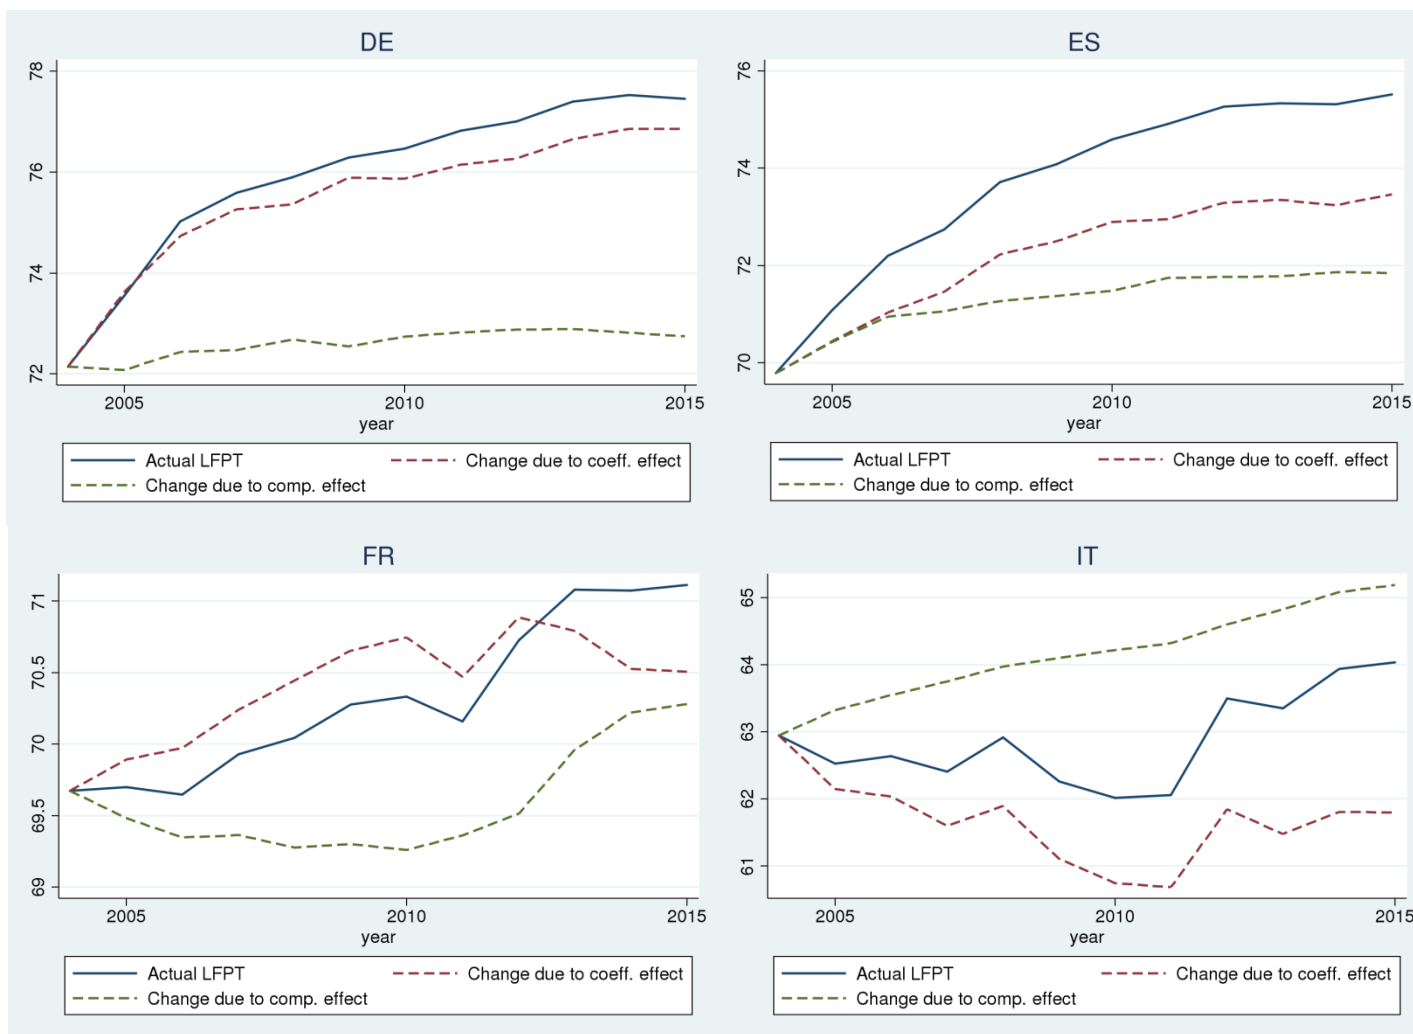 DE
78
76
74
72
2005 2010 2015
year
Actual LFPT Change due to coeff. effect
Change due to comp. effect
ES
76
74
72
70
2005 2010 2015
year
Actual LFPT Change due to coeff. effect
Change due to comp. effect
FR
71
70.5
70
69.5
69
2005 2010 2015
year
Actual LFPT Change due to coeff. effect
Change due to comp. effect
IT
65
64
63
62
61
2005 2010 2015
year
Actual LFPT Change due to coeff. effect
Change due to comp. effect